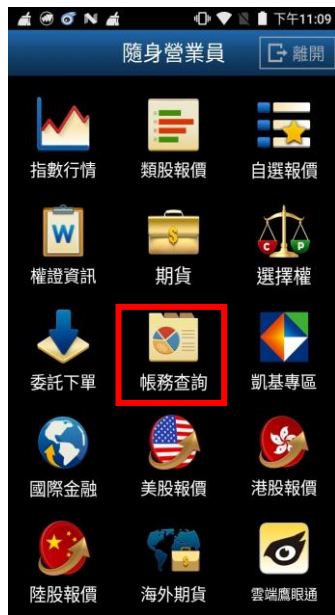 下午11:09
隨身營業員
離開
指數行情
類股報價
自選報價
W
$
C P
權證資訊
期貨
選擇權
委託下單
帳務查詢
凱基專區
國際金融
美股報價
港股報價
陸股報價
海外期貨
雲端鷹眼通